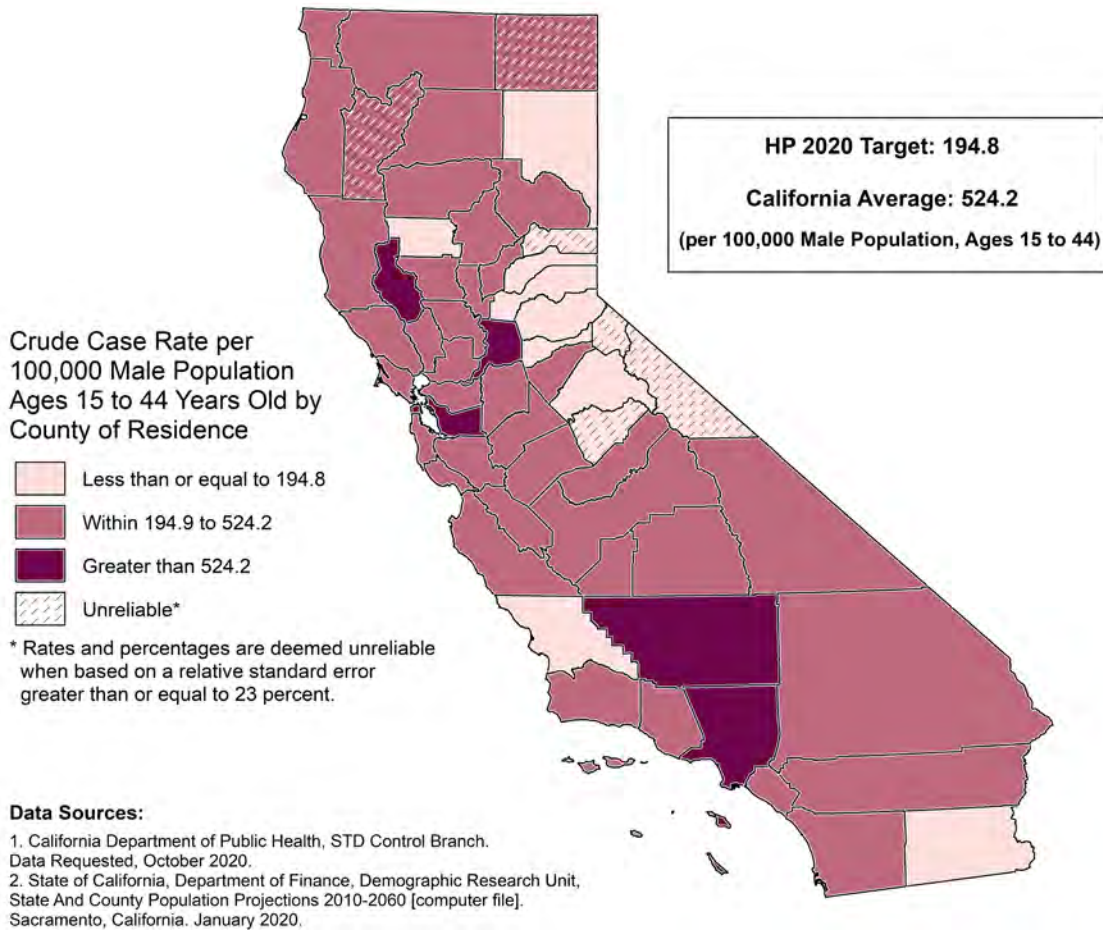 HP 2020 Target: 194.8
California Average: 524.2
(per 100,000 Male Population, Ages 15 to 44)
Crude Case Rate per
100,000 Male Population
Ages 15 to 44 Years Old by
County of Residence
Less than or equal to 194.8
Within 194.9 to 524.2
Greater than 524.2
Unreliable*
* Rates and percentages are deemed unreliable
when based on a relative standard error
greater than or equal to 23 percent.
Data Sources:
1. California Department of Public Health, STD Control Branch.
Data Requested, October 2020.
2. State of California, Department of Finance, Demographic Research Unit,
State And County Population Projections 2010-2060 [computer file].
Sacramento, California. January 2020.